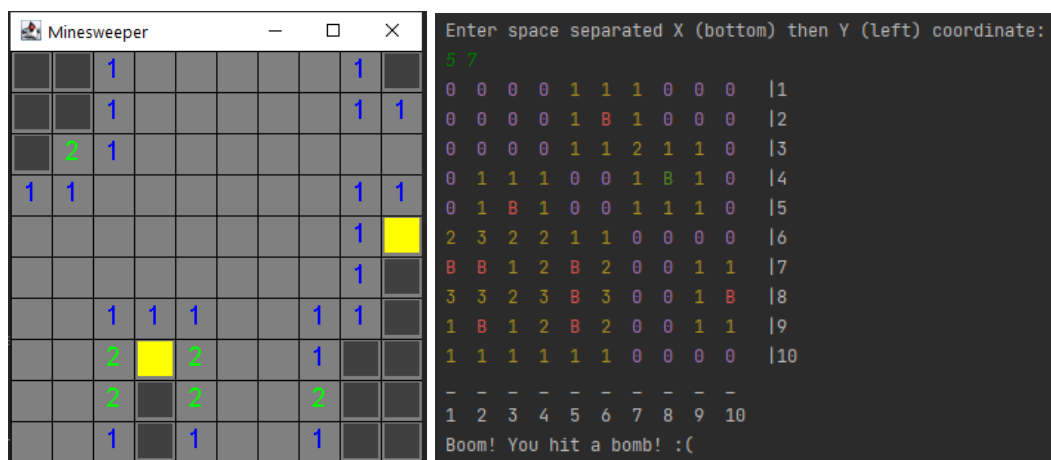 Minesweeper
1 1
1 1 1
2 1
1 1 1 1
1
1
1 1 1 1 1
2 2 1
2 2 2
1 1 1
Enter space separated X (bottom) then Y (left) coordinate:
5 7
0 0 0 0 1 1 1 0 0 0 |1
0 0 0 0 1 B 1 0 0 0 |2
0 0 0 0 1 1 2 1 1 0 |3
0 1 1 1 0 0 1 B 1 0 |4
0 1 B 1 0 0 1 1 1 0 |5
2 3 2 2 1 1 0 0 0 0 |6
B B 1 2 B 2 0 0 1 1 |7
3 3 2 3 B 3 0 0 1 B |8
1 B 1 2 B 2 0 0 1 1 |9
1 1 1 1 1 1 0 0 0 0 |10
_ _ _ _ _ _ _ _ _ _
1 2 3 4 5 6 7 8 9 10
Boom! You hit a bomb! :(